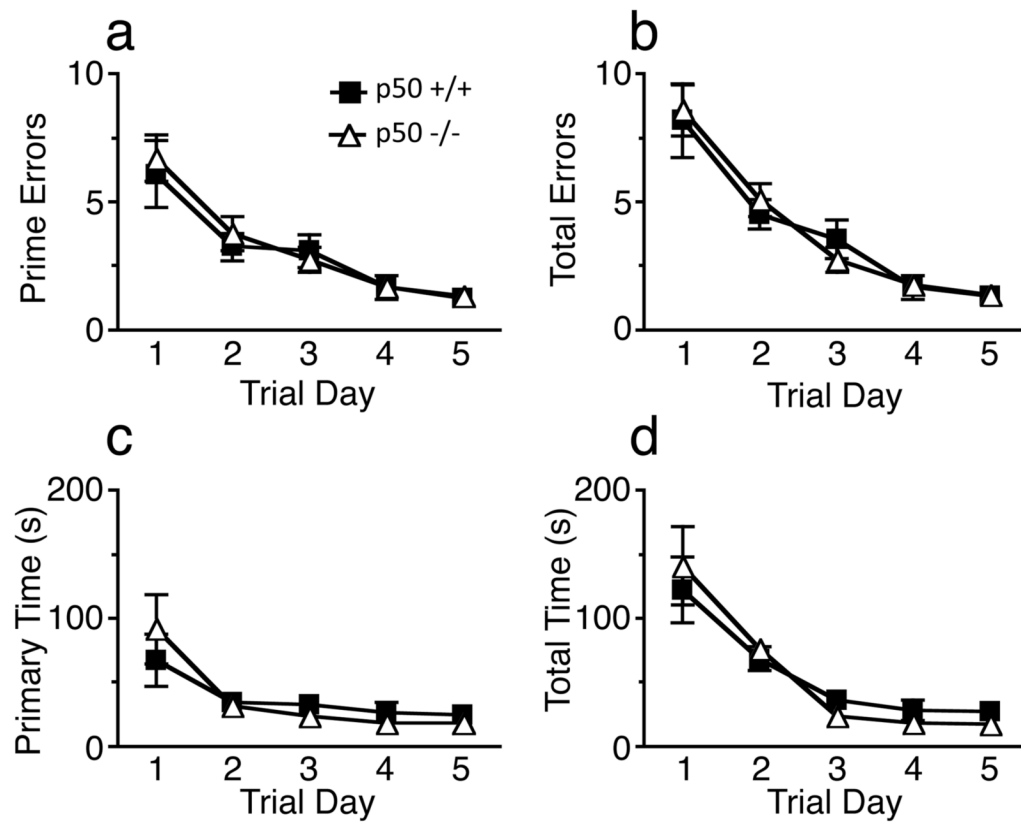 a
Prime Errors
10
5
0
p50 +/+
p50 -/-
1 2 3 4 5
Trial Day
b
Total Errors
10
5
0
1 2 3 4 5
Trial Day
c
Primary Time (s)
200
100
0
1 2 3 4 5
Trial Day
d
Total Time (s)
200
100
0
1 2 3 4 5
Trial Day